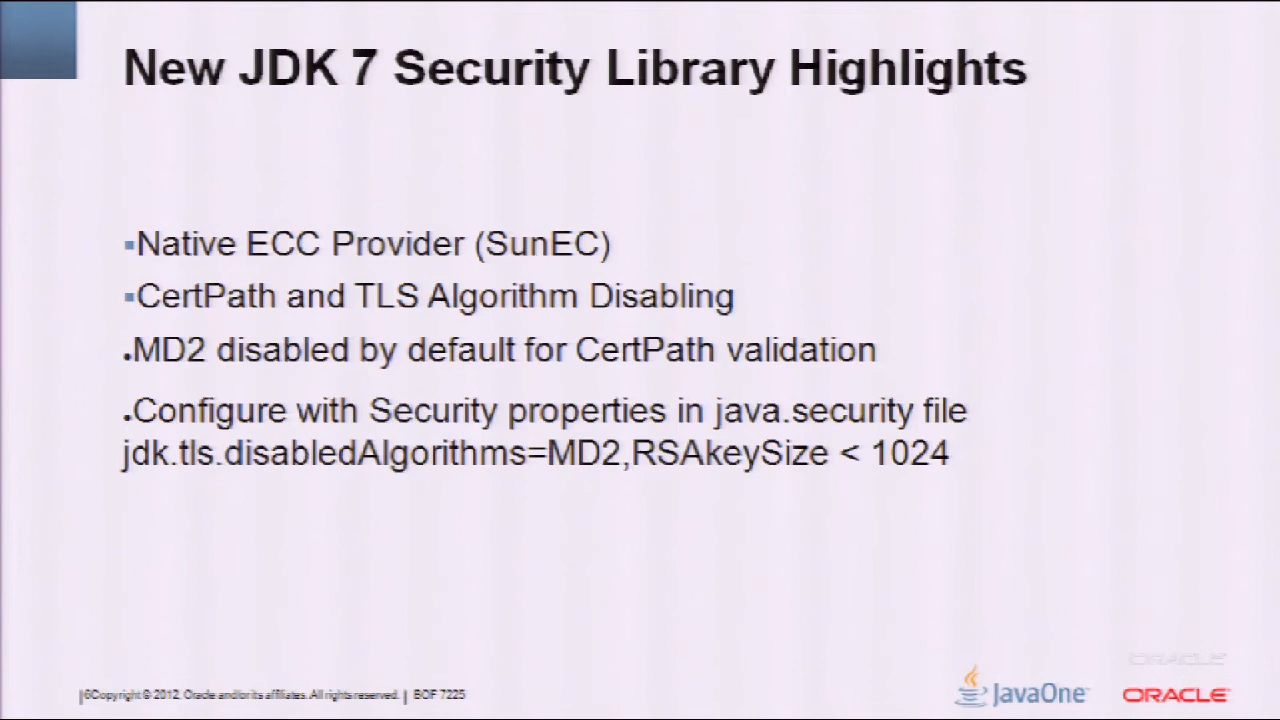 New JDK 7 Security Library Highlights
▪Native ECC Provider (SunEC)
▪CertPath and TLS Algorithm Disabling
●MD2 disabled by default for CertPath validation
●Configure with Security properties in java.security file
jdk.tls.disabledAlgorithms=MD2,RSAkeySize < 1024
|6Copyright © 2012, Oracle and/or its affiliates. All rights reserved. | BOF 7225
ORACLE
JavaOne
ORACLE